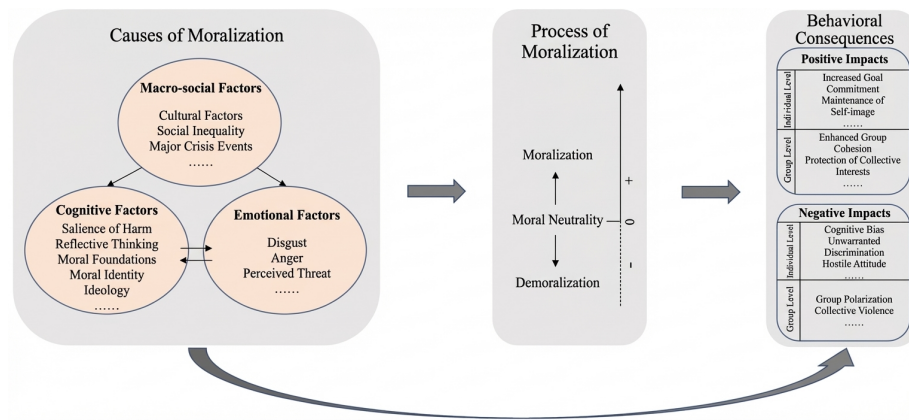 Causes of Moralization
Macro-social Factors
Cultural Factors
Social Inequality
Major Crisis Events
……
Cognitive Factors
Salience of Harm
Reflective Thinking
Moral Foundations
Moral Identity
Ideology
……
Emotional Factors
Disgust
Anger
Perceived Threat
……
Process of
Moralization
Moralization
Moral Neutrality
Demoralization
+
0
-
Behavioral
Consequences
Positive Impacts
Individual Level
Increased Goal
Commitment
Maintenance of
Self-image
……
Group Level
Enhanced Group
Cohesion
Protection of Collective
Interests
……
Negative Impacts
Individual Level
Cognitive Bias
Unwarranted
Discrimination
Hostile Attitude
……
Group Level
Group Polarization
Collective Violence
……